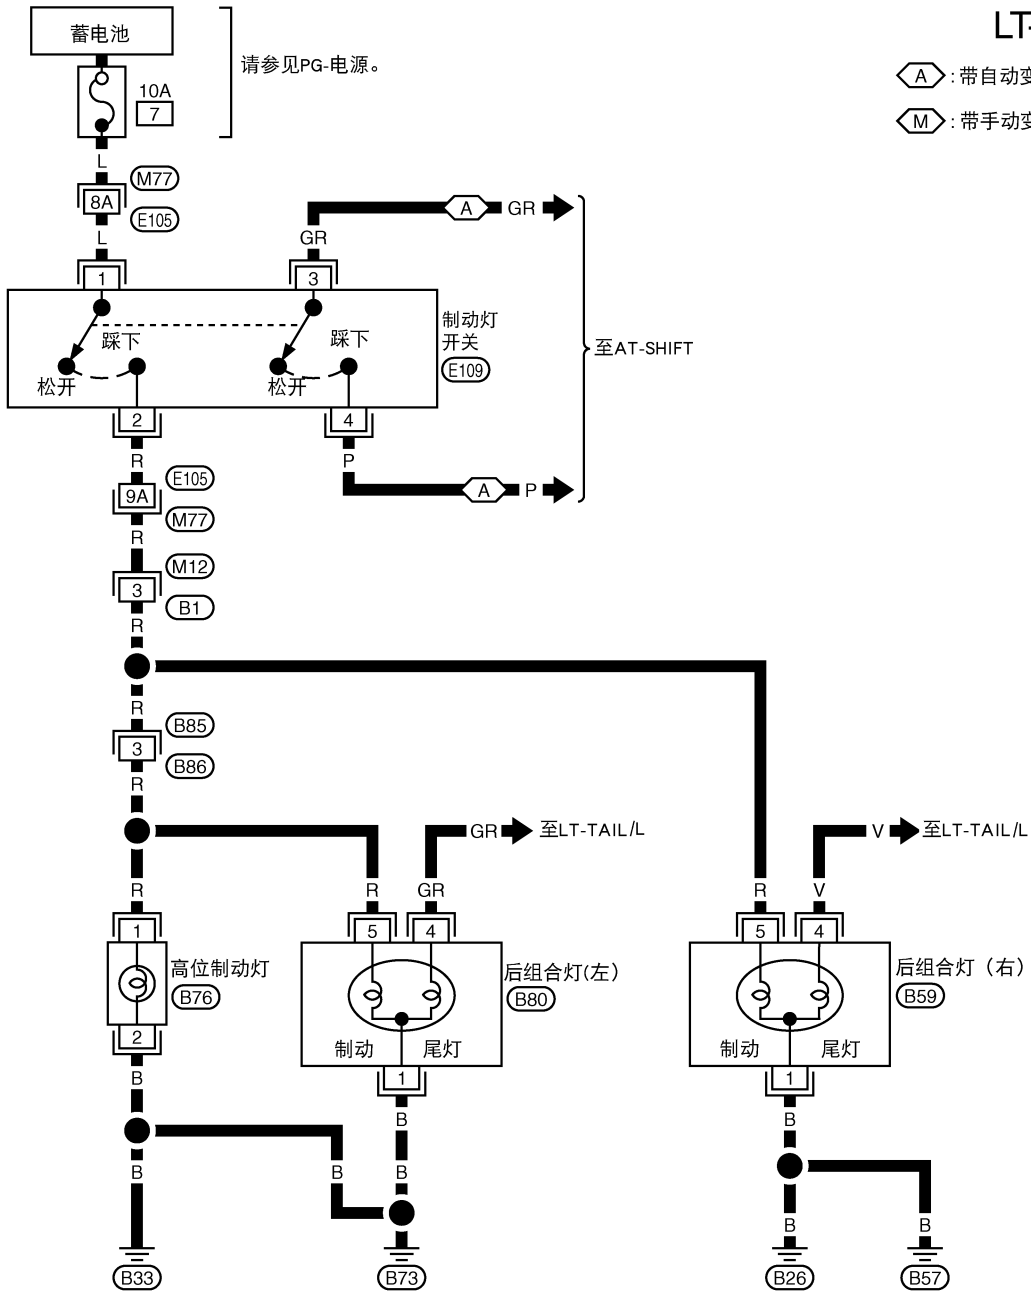 蓄电池
请参见PG-电源。
LT-
10A
7
A : 带自动变
M : 带手动变
L
M77
8A
E105
L
A GR
GR
1
3
踩下
踩下
松开
松开
制动灯
开关
E109
至AT-SHIFT
2
4
R
P
E105
9A
A P
M77
R
M12
3
B1
R
R
B85
3
B86
R
GR 至LT-TAIL/L
V 至LT-TAIL/L
R
R
GR
R
V
1
5
4
5
4
高位制动灯
B76
后组合灯(左)
B80
后组合灯（右）
B59
2
制动
尾灯
制动
尾灯
1
1
B
B
B
B
B
B
B
B
B33
B73
B26
B57